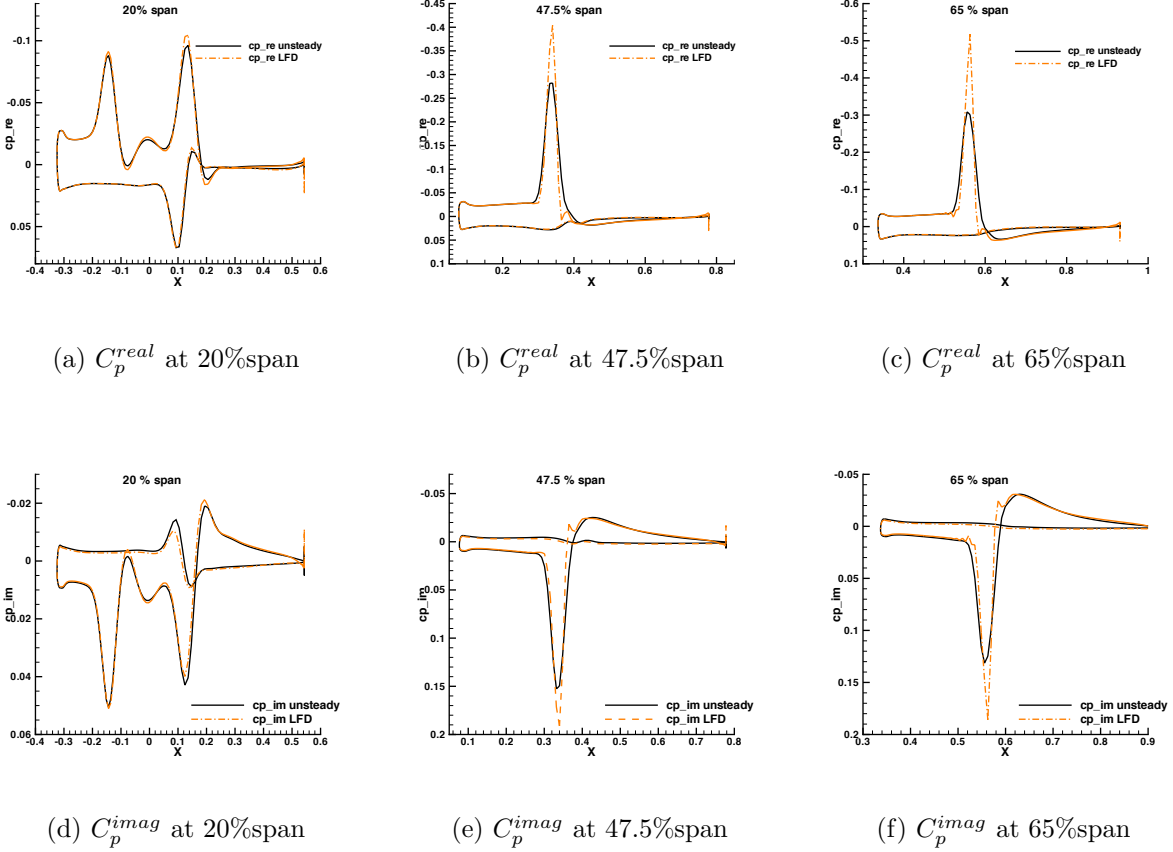 20% span
cp_re unsteady
cp_re LFD
cp_re
-0.1
-0.05
0
0.05
-0.4 -0.3 -0.2 -0.1 0 0.1 0.2 0.3 0.4 0.5 0.6
X
(a) C_p^{real} at 20%span
47.5% span
cp_re unsteady
cp_re LFD
cp_re
-0.45
-0.4
-0.35
-0.3
-0.25
-0.2
-0.15
-0.1
-0.05
0
0.05
0.1
0.2 0.4 0.6 0.8
X
(b) C_p^{real} at 47.5%span
65 % span
cp_re unsteady
cp_re LFD
cp_re
-0.6
-0.5
-0.4
-0.3
-0.2
-0.1
0
0.1
0.4 0.6 0.8 1
X
(c) C_p^{real} at 65%span
20 % span
cp_im unsteady
cp_im LFD
cp_im
-0.02
0
0.02
0.04
0.06
-0.4 -0.3 -0.2 -0.1 0 0.1 0.2 0.3 0.4 0.5 0.6
X
(d) C_p^{imag} at 20%span
47.5 % span
cp_im unsteady
cp_im LFD
cp_im
-0.05
0
0.05
0.1
0.15
0.2
0.1 0.2 0.3 0.4 0.5 0.6 0.7 0.8
X
(e) C_p^{imag} at 47.5%span
65 % span
cp_im unsteady
cp_im LFD
cp_im
-0.05
0
0.05
0.1
0.15
0.2
0.3 0.4 0.5 0.6 0.7 0.8 0.9
X
(f) C_p^{imag} at 65%span